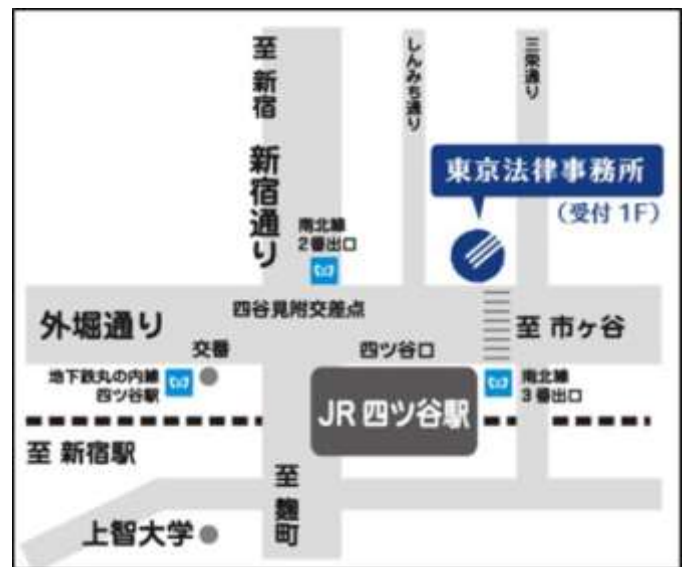 至 新宿
新宿通り
しんみち通り
三栄通り
東京法律事務所
(受付 1F)
南北線
2番出口
四谷見附交差点
外堀通り
交番
四ツ谷口
至 市ヶ谷
地下鉄丸の内線
四ツ谷駅
JR 四ツ谷駅
南北線
3番出口
至 新宿駅
至 麹町
上智大学